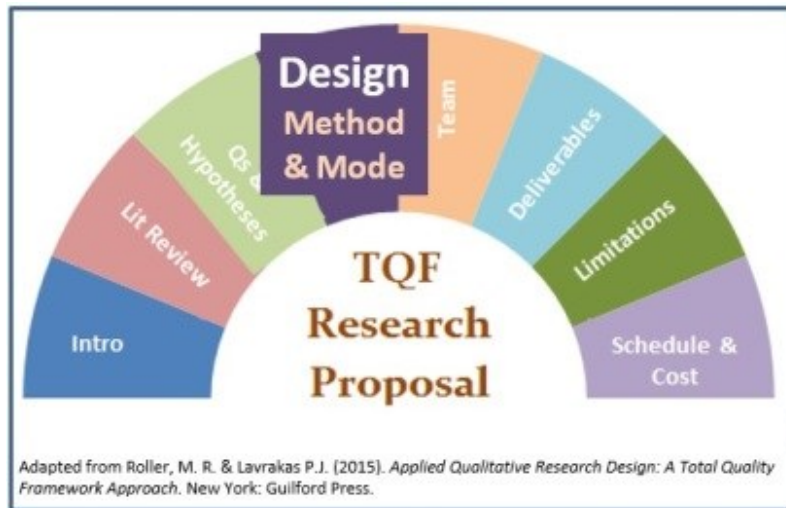 Intro
Lit Review
Qs &
Hypotheses
Design
Method
& Mode
Team
Deliverables
Limitations
Schedule &
Cost
TQF
Research
Proposal
Adapted from Roller, M. R. & Lavrakas P.J. (2015). Applied Qualitative Research Design: A Total Quality
Framework Approach. New York: Guilford Press.